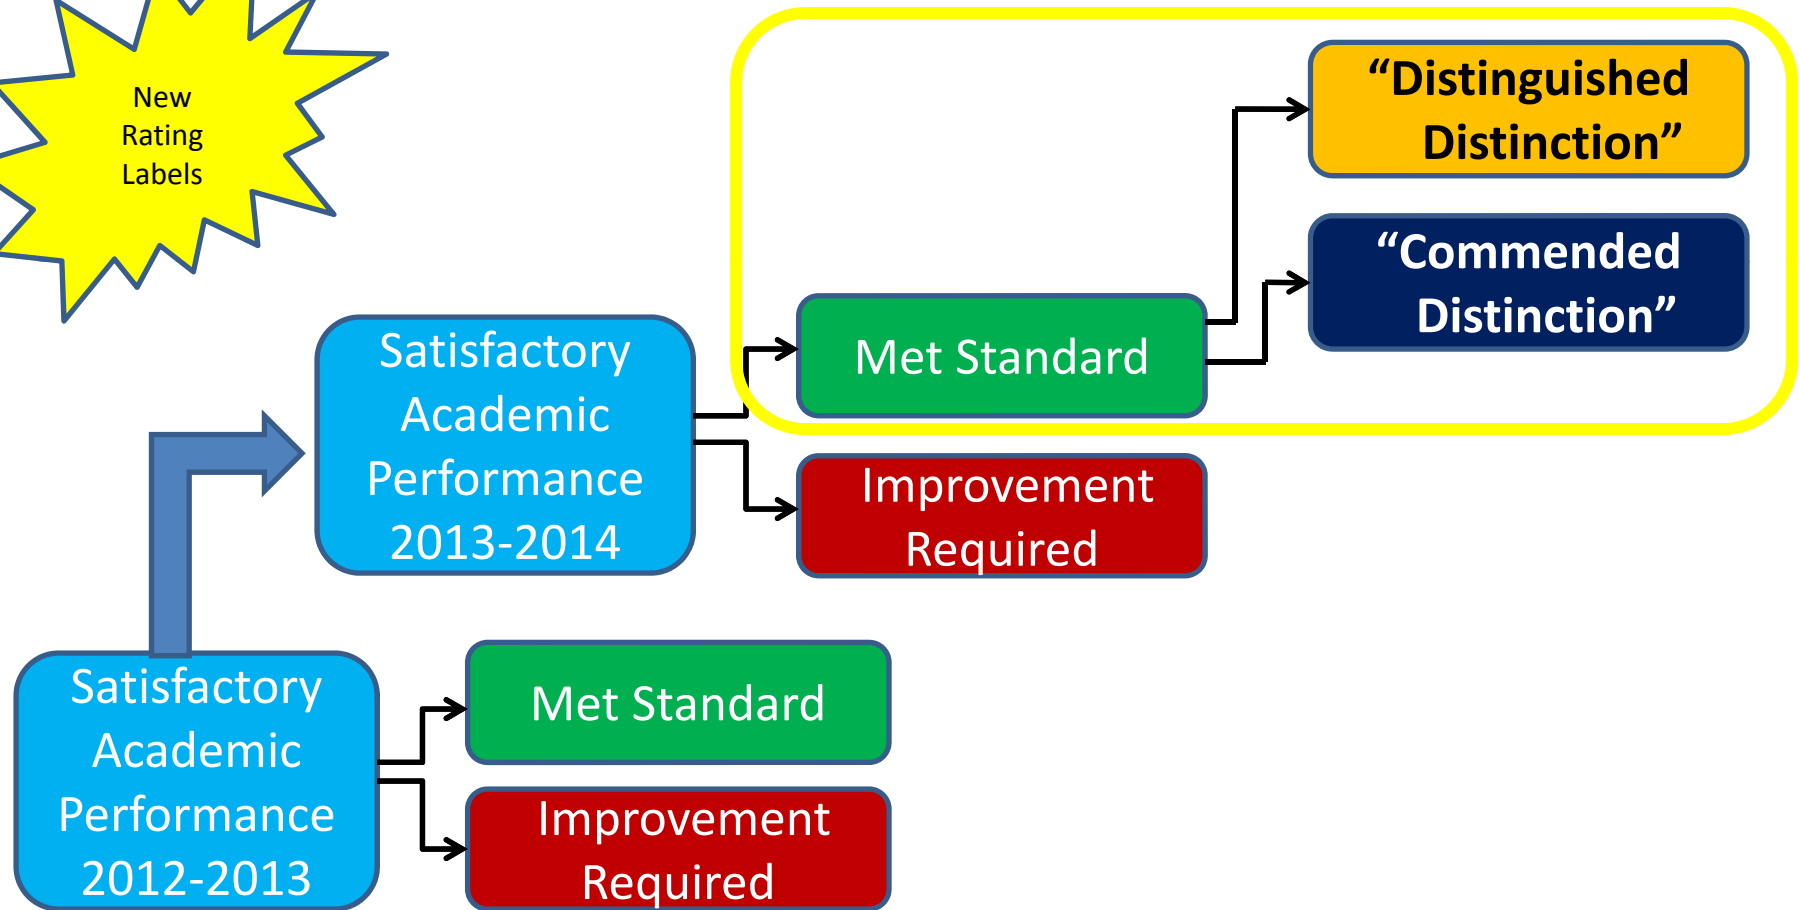 New
Rating
Labels
“Distinguished
Distinction”
“Commended
Distinction”
Met Standard
Satisfactory
Academic
Performance
2013-2014
Improvement
Required
Satisfactory
Academic
Performance
2012-2013
Met Standard
Improvement
Required